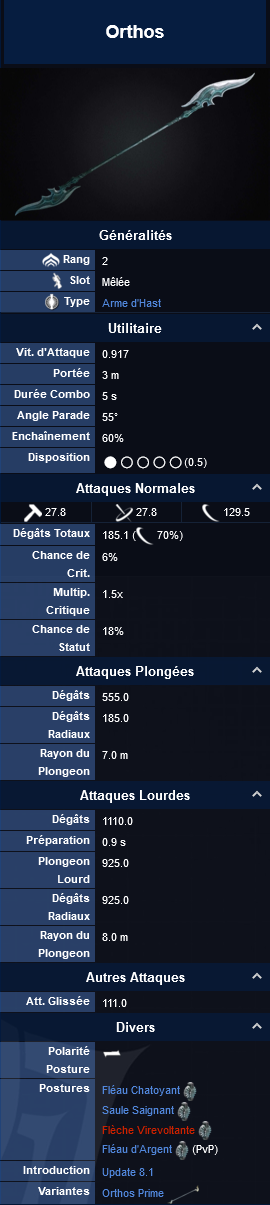 Orthos
Généralités
Rang 2
Slot Mêlée
Type Arme d'Hast
Utilitaire
Vit. d'Attaque 0.917
Portée 3 m
Durée Combo 5 s
Angle Parade 55°
Enchaînement 60%
Disposition (0.5)
Attaques Normales
27.8 27.8 129.5
Dégâts Totaux 185.1 ( 70%)
Chance de Crit. 6%
Multip. Critique 1.5x
Chance de Statut 18%
Attaques Plongées
Dégâts 555.0
Dégâts Radiaux 185.0
Rayon du Plongeon 7.0 m
Attaques Lourdes
Dégâts 1110.0
Préparation 0.9 s
Plongeon Lourd 925.0
Dégâts Radiaux 925.0
Rayon du Plongeon 8.0 m
Autres Attaques
Att. Glissée 111.0
Divers
Polarité Posture
Postures Fléau Chatoyant
Saule Saignant
Flèche Virevoltante
Fléau d'Argent (PvP)
Introduction Update 8.1
Variantes Orthos Prime